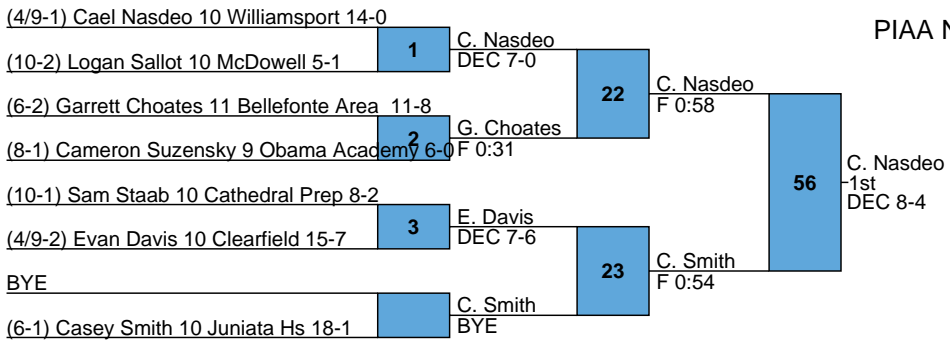 (4/9-1) Cael Nasdeo 10 Williamsport 14-0
PIAA N
1
C. Nasdeo
DEC 7-0
(10-2) Logan Sallot 10 McDowell 5-1
22
C. Nasdeo
F 0:58
(6-2) Garrett Choates 11 Bellefonte Area 11-8
2
G. Choates
F 0:31
(8-1) Cameron Suzensky 9 Obama Academy 6-0
56
C. Nasdeo
1st
DEC 8-4
(10-1) Sam Staab 10 Cathedral Prep 8-2
3
E. Davis
DEC 7-6
(4/9-2) Evan Davis 10 Clearfield 15-7
23
C. Smith
F 0:54
BYE
C. Smith
BYE
(6-1) Casey Smith 10 Juniata Hs 18-1